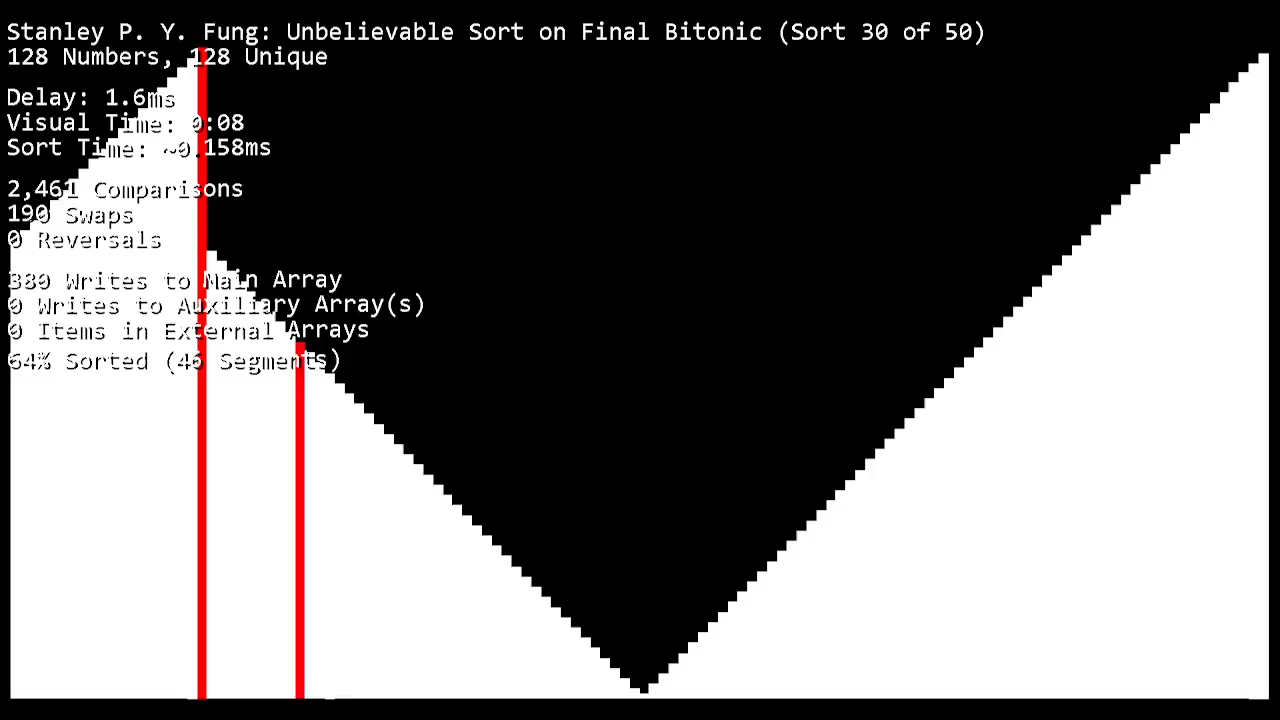 Stanley P. Y. Fung: Unbelievable Sort on Final Bitonic (Sort 30 of 50)
128 Numbers, 128 Unique
Delay: 1.6ms
Visual Time: 0:08
Sort Time: ~0.158ms
2,461 Comparisons
190 Swaps
0 Reversals
380 Writes to Main Array
0 Writes to Auxiliary Array(s)
0 Items in External Arrays
64% Sorted (46 Segments)